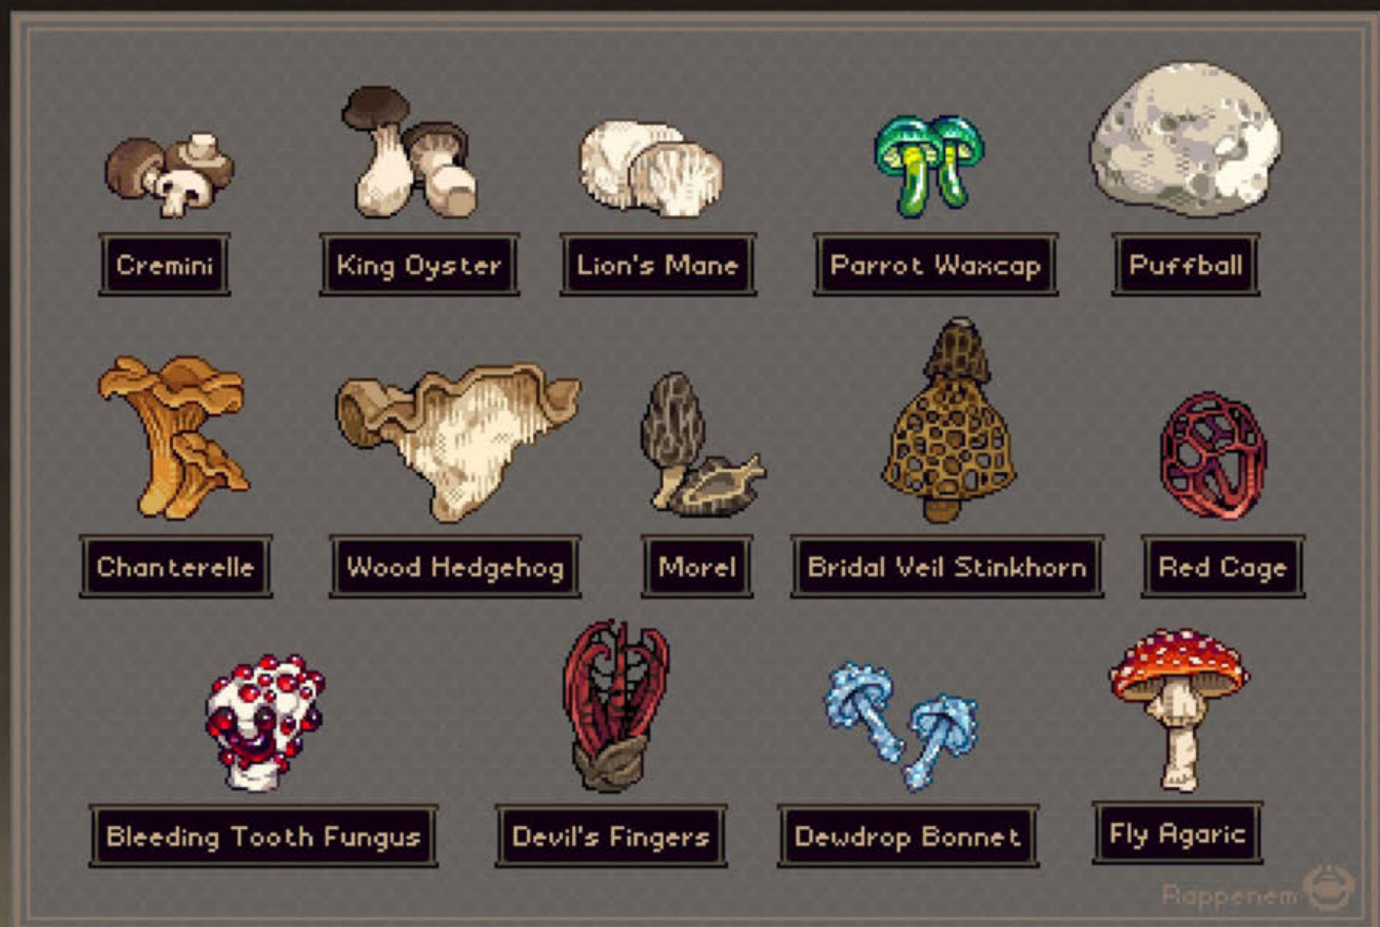 Cremini
King Oyster
Lion's Mane
Parrot Waxcap
Puffball
Chanterelle
Wood Hedgehog
Morel
Bridal Veil Stinkhorn
Red Cage
Bleeding Tooth Fungus
Devil's Fingers
Dewdrop Bonnet
Fly Agaric
Rappenem